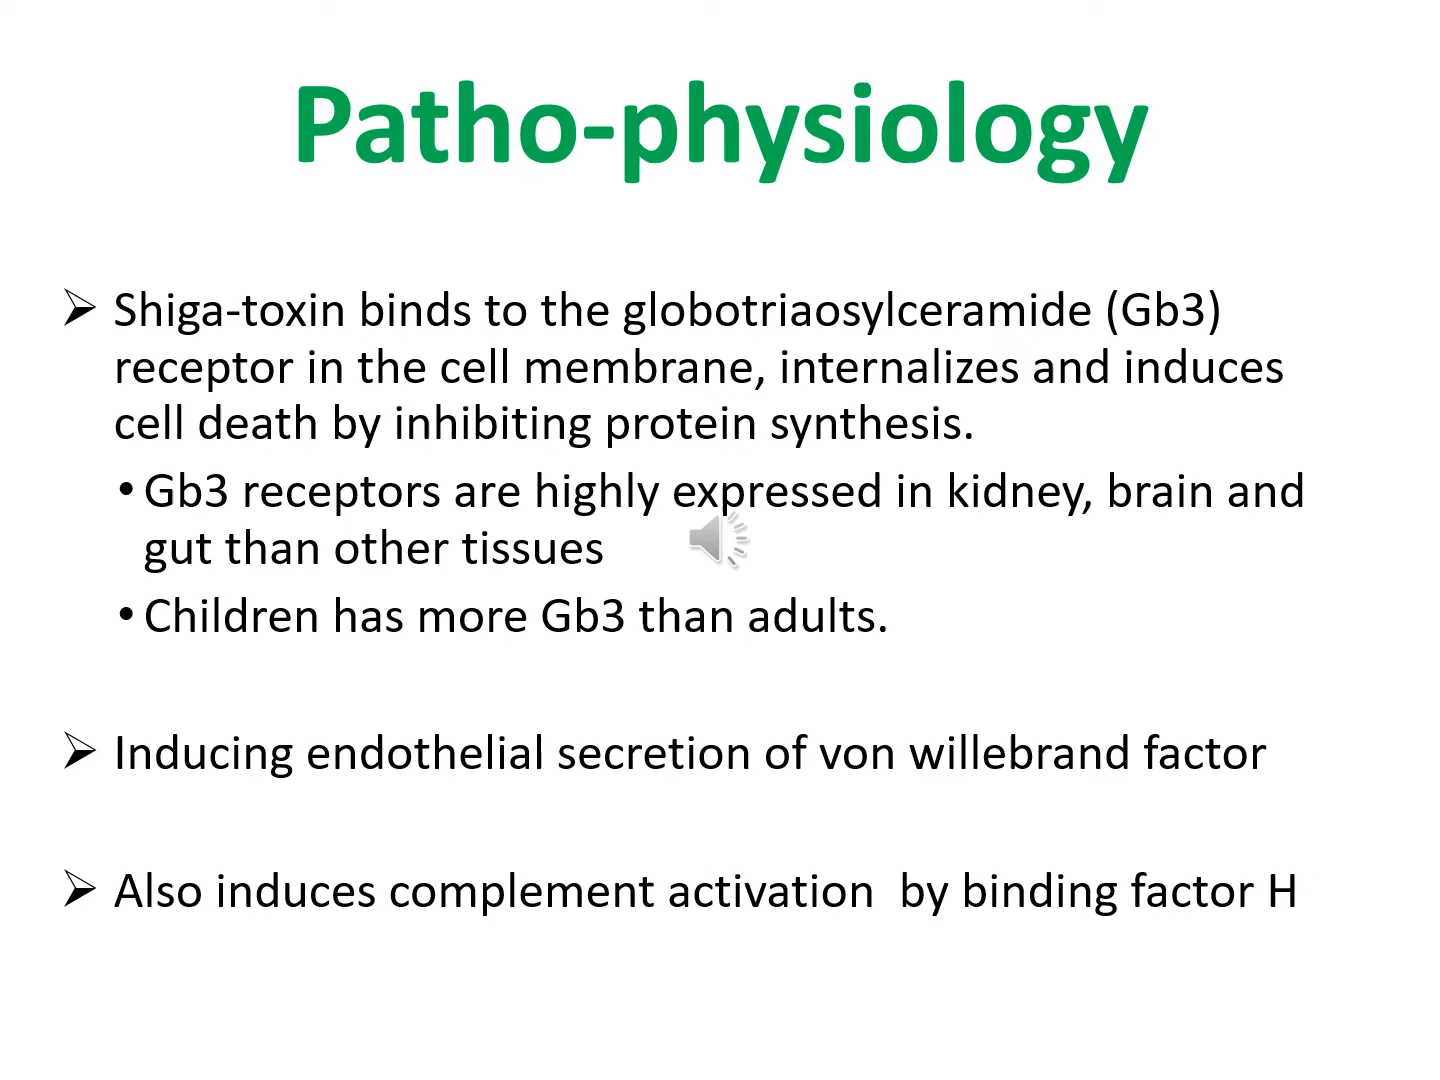 Patho-physiology
➢ Shiga-toxin binds to the globotriaosylceramide (Gb3)
receptor in the cell membrane, internalizes and induces
cell death by inhibiting protein synthesis.
• Gb3 receptors are highly expressed in kidney, brain and
gut than other tissues
• Children has more Gb3 than adults.
➢ Inducing endothelial secretion of von willebrand factor
➢ Also induces complement activation  by binding factor H